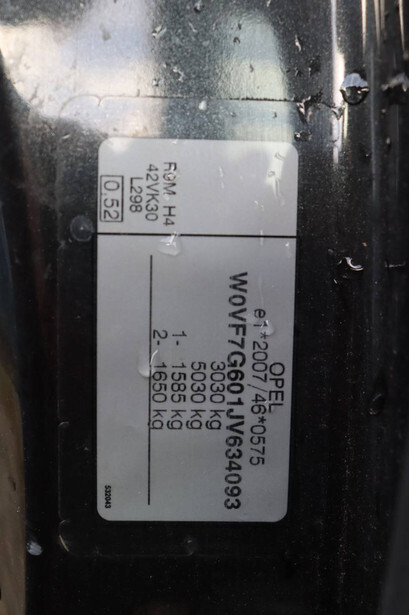 OPEL
e1*2007/46*0575
W0VF7G601JV634093
3030 kg
5030 kg
1- 1585 kg
2- 1650 kg
R9M H4
42VK30
L298
0.52
532043